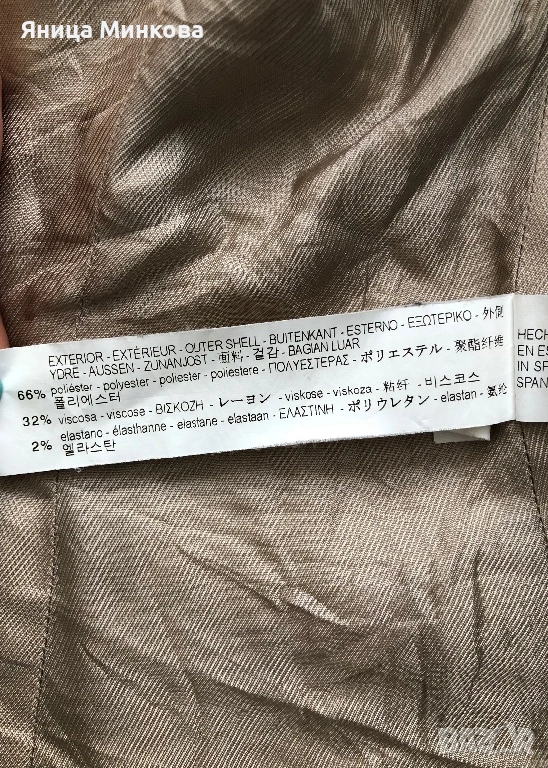 Яница Минкова
EXTERIOR - EXTÉRIEUR - OUTER SHELL - BUITENKANT - ESTERNO - ΕΞΩΤΕΡΙΚΟ - 外側
YDRE - AUSSEN - ZUNANJOST - 面料 - 겉감 - BAGIAN LUAR
66% poliéster - polyester - poliester - poliestere - ΠΟΛΥΕΣΤΕΡΑΣ - ポリエステル - 聚酯纤维
폴리에스터
32% viscosa - viscose - ΒΙΣΚΟΖΗ - レーヨン - viskose - viskoza - 粘纤 - 비스코스
2% elastano - élasthanne - elastane - elastaan - ΕΛΑΣΤΙΝΗ - ポリウレタン - elastan - 氨纶
엘라스탄
HECH
EN ES
IN SP
SPAN